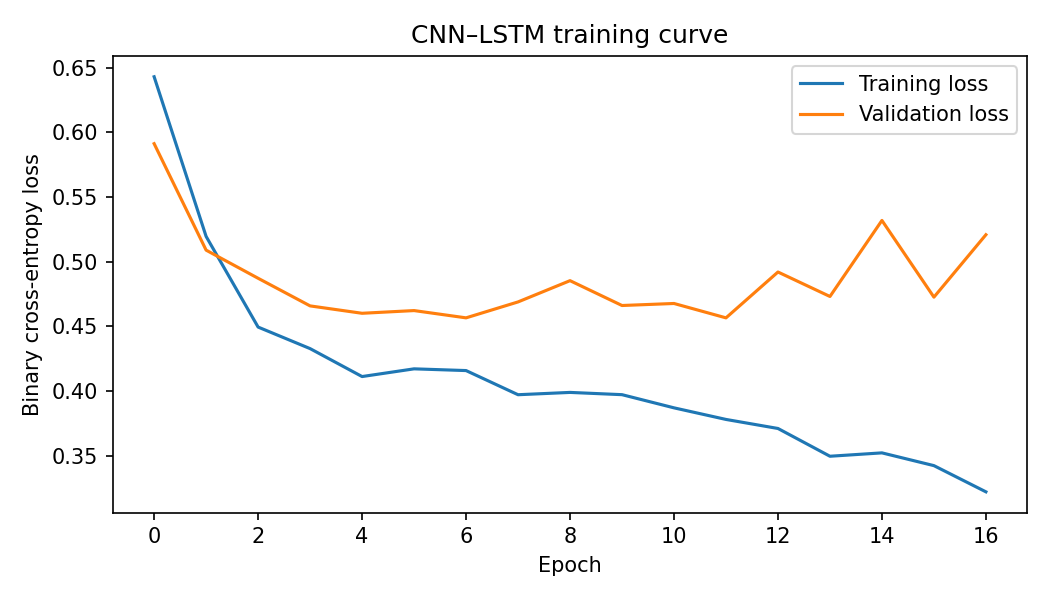 CNN–LSTM training curve
Training loss
Validation loss
Binary cross-entropy loss
0.65
0.60
0.55
0.50
0.45
0.40
0.35
0 2 4 6 8 10 12 14 16
Epoch